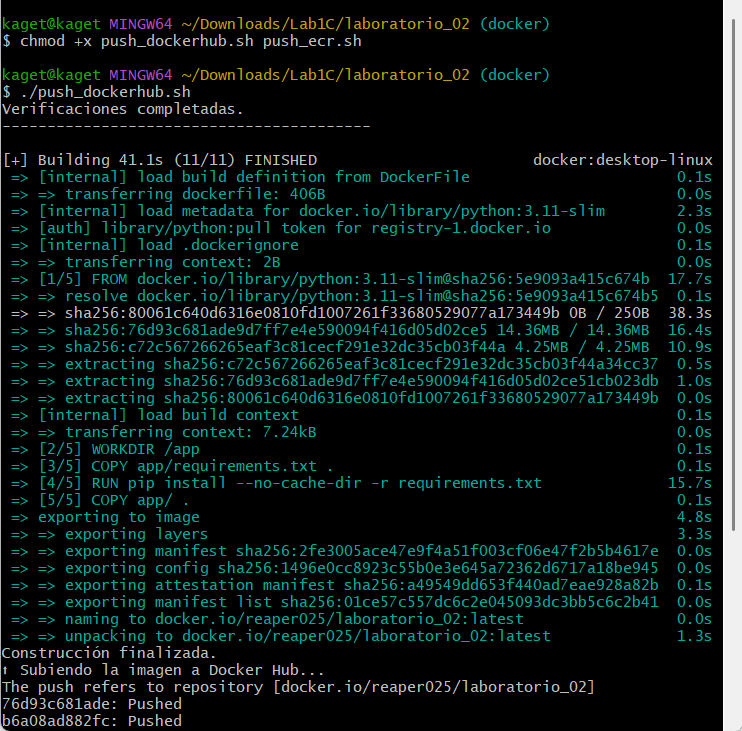 kaget@kaget MINGW64 ~/Downloads/Lab1C/laboratorio_02 (docker)
$ chmod +x push_dockerhub.sh push_ecr.sh
kaget@kaget MINGW64 ~/Downloads/Lab1C/laboratorio_02 (docker)
$ ./push_dockerhub.sh
Verificaciones completadas.
-----------------------------------------
[+] Building 41.1s (11/11) FINISHED docker:desktop-linux
=> [internal] load build definition from DockerFile 0.1s
=> => transferring dockerfile: 406B 0.0s
=> [internal] load metadata for docker.io/library/python:3.11-slim 2.3s
=> [auth] library/python:pull token for registry-1.docker.io 0.0s
=> [internal] load .dockerignore 0.1s
=> => transferring context: 2B 0.0s
=> [1/5] FROM docker.io/library/python:3.11-slim@sha256:5e9093a415c674b 17.7s
=> => resolve docker.io/library/python:3.11-slim@sha256:5e9093a415c674b5 0.1s
=> => sha256:80061c640d6316e0810fd1007261f33680529077a173449b 0B / 250B 38.3s
=> => sha256:76d93c681ade9d7ff7e4e590094f416d05d02ce5 14.36MB / 14.36MB 16.4s
=> => sha256:c72c567266265eaf3c81cecf291e32dc35cb03f44a 4.25MB / 4.25MB 10.9s
=> => extracting sha256:c72c567266265eaf3c81cecf291e32dc35cb03f44a34cc37 0.5s
=> => extracting sha256:76d93c681ade9d7ff7e4e590094f416d05d02ce51cb023db 1.0s
=> => extracting sha256:80061c640d6316e0810fd1007261f33680529077a173449b 0.0s
=> [internal] load build context 0.1s
=> => transferring context: 7.24kB 0.0s
=> [2/5] WORKDIR /app 0.1s
=> [3/5] COPY app/requirements.txt . 0.1s
=> [4/5] RUN pip install --no-cache-dir -r requirements.txt 15.7s
=> [5/5] COPY app/ . 0.1s
=> exporting to image 4.8s
=> => exporting layers 3.3s
=> => exporting manifest sha256:2fe3005ace47e9f4a51f003cf06e47f2b5b4617e 0.0s
=> => exporting config sha256:1496e0cc8923c55b0e3e645a72362d6717a18be945 0.0s
=> => exporting attestation manifest sha256:a49549dd653f440ad7eae928a82b 0.1s
=> => exporting manifest list sha256:01ce57c557dc6c2e045093dc3bb5c6c2b41 0.0s
=> => naming to docker.io/reaper025/laboratorio_02:latest 0.0s
=> => unpacking to docker.io/reaper025/laboratorio_02:latest 1.3s
Construcción finalizada.
⬆ Subiendo la imagen a Docker Hub...
The push refers to repository [docker.io/reaper025/laboratorio_02]
76d93c681ade: Pushed
b6a08ad882fc: Pushed